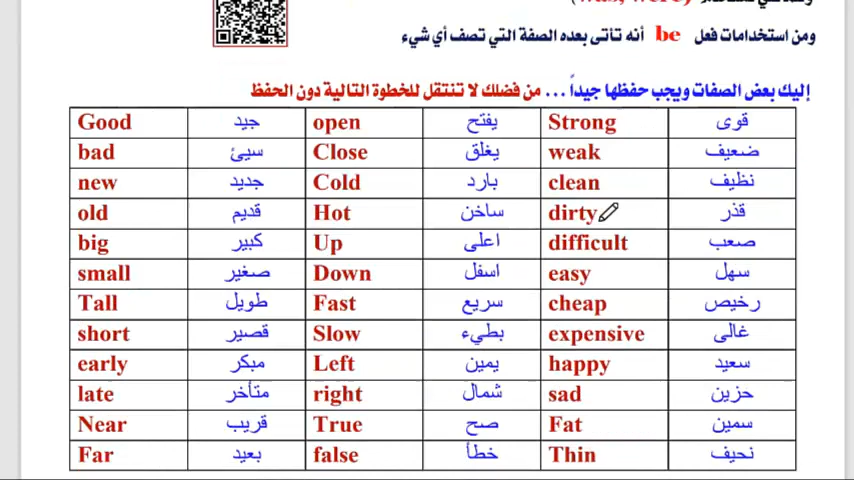 ومن استخدامات فعل be أنه تأتى بعده الصفة التي تصف أي شيء
إليك بعض الصفات ويجب حفظها جيداً ... من فضلك لا تنتقل للخطوة التالية دون الحفظ
Good جيد open يفتح Strong قوى
bad سيئ Close يغلق weak ضعيف
new جديد Cold بارد clean نظيف
old قديم Hot ساخن dirty قذر
big كبير Up اعلى difficult صعب
small صغير Down اسفل easy سهل
Tall طويل Fast سريع cheap رخيص
short قصير Slow بطيء expensive غالى
early مبكر Left يمين happy سعيد
late متأخر right شمال sad حزين
Near قريب True صح Fat سمين
Far بعيد false خطأ Thin نحيف